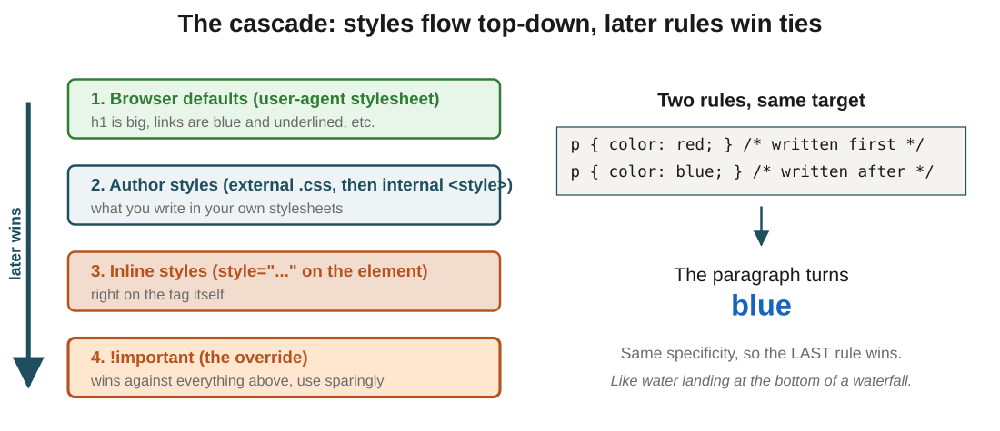 The cascade: styles flow top-down, later rules win ties
later wins
1. Browser defaults (user-agent stylesheet)
h1 is big, links are blue and underlined, etc.
2. Author styles (external .css, then internal <style>)
what you write in your own stylesheets
3. Inline styles (style="..." on the element)
right on the tag itself
4. !important (the override)
wins against everything above, use sparingly
Two rules, same target
p { color: red; } /* written first */
p { color: blue; } /* written after */
The paragraph turns
blue
Same specificity, so the LAST rule wins.
Like water landing at the bottom of a waterfall.